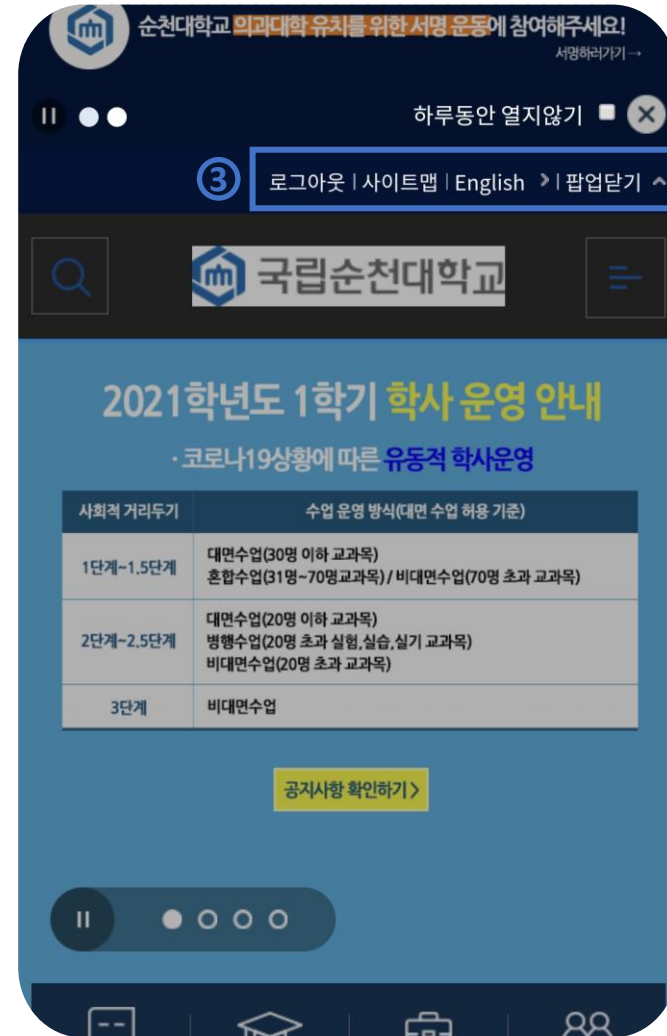 순천대학교 의과대학 유치를 위한 서명 운동에 참여해주세요!
서명하러가기→
하루동안 열지않기
③ 로그아웃 | 사이트맵 | English > | 팝업닫기 ^
국립순천대학교
2021학년도 1학기 학사 운영 안내
· 코로나19상황에 따른 유동적 학사운영
사회적 거리두기 수업 운영 방식(대면 수업 허용 기준)
1단계~1.5단계 대면수업(30명 이하 교과목)
혼합수업(31명~70명교과목) / 비대면수업(70명 초과 교과목)
2단계~2.5단계 대면수업(20명 이하 교과목)
병행수업(20명 초과 실험,실습,실기 교과목)
비대면수업(20명 초과 교과목)
3단계 비대면수업
공지사항 확인하기 >